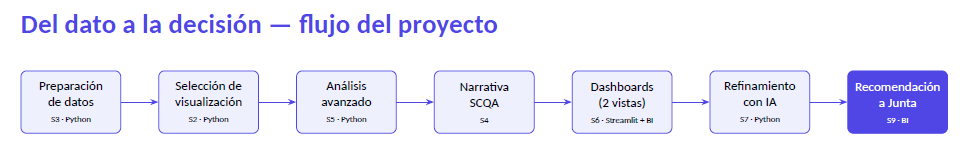 Del dato a la decisión — flujo del proyecto
Preparación
de datos
S3 · Python
Selección de
visualización
S2 · Python
Análisis
avanzado
S5 · Python
Narrativa
SCQA
S4
Dashboards
(2 vistas)
S6 · Streamlit + BI
Refinamiento
con IA
S7 · Python
Recomendación
a Junta
S9 · BI